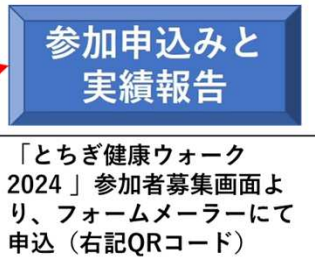 参加申込みと
実績報告
「とちぎ健康ウォーク
2024 」参加者募集画面よ
り、フォームメーラーにて
申込（右記QRコード）